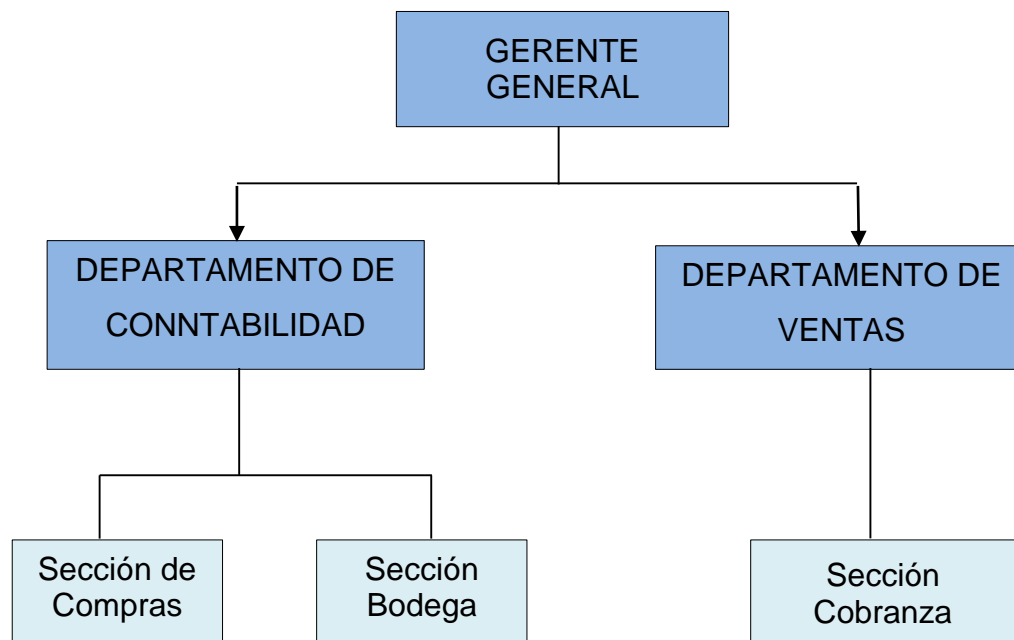 GERENTE
GENERAL
DEPARTAMENTO DE
CONNTABILIDAD
DEPARTAMENTO DE
VENTAS
Sección de
Compras
Sección
Bodega
Sección
Cobranza